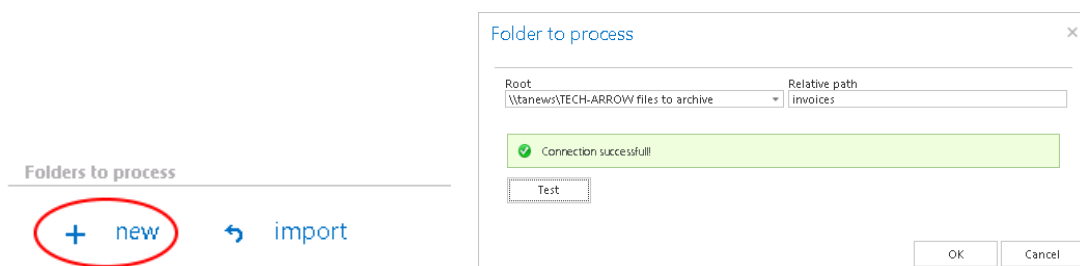 Folders to process
+ new
import
Folder to process
Root
Relative path
\\tanews\TECH-ARROW files to archive
invoices
Connection successfull!
Test
OK
Cancel